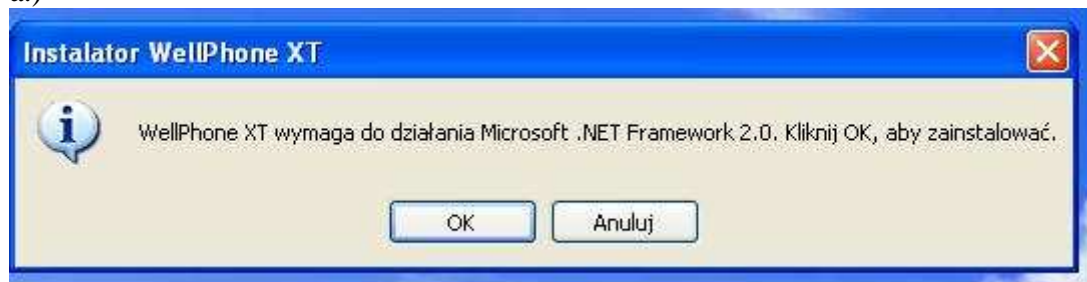 Instalator WellPhone XT
WellPhone XT wymaga do działania Microsoft .NET Framework 2.0. Kliknij OK, aby zainstalować.
OK
Anuluj